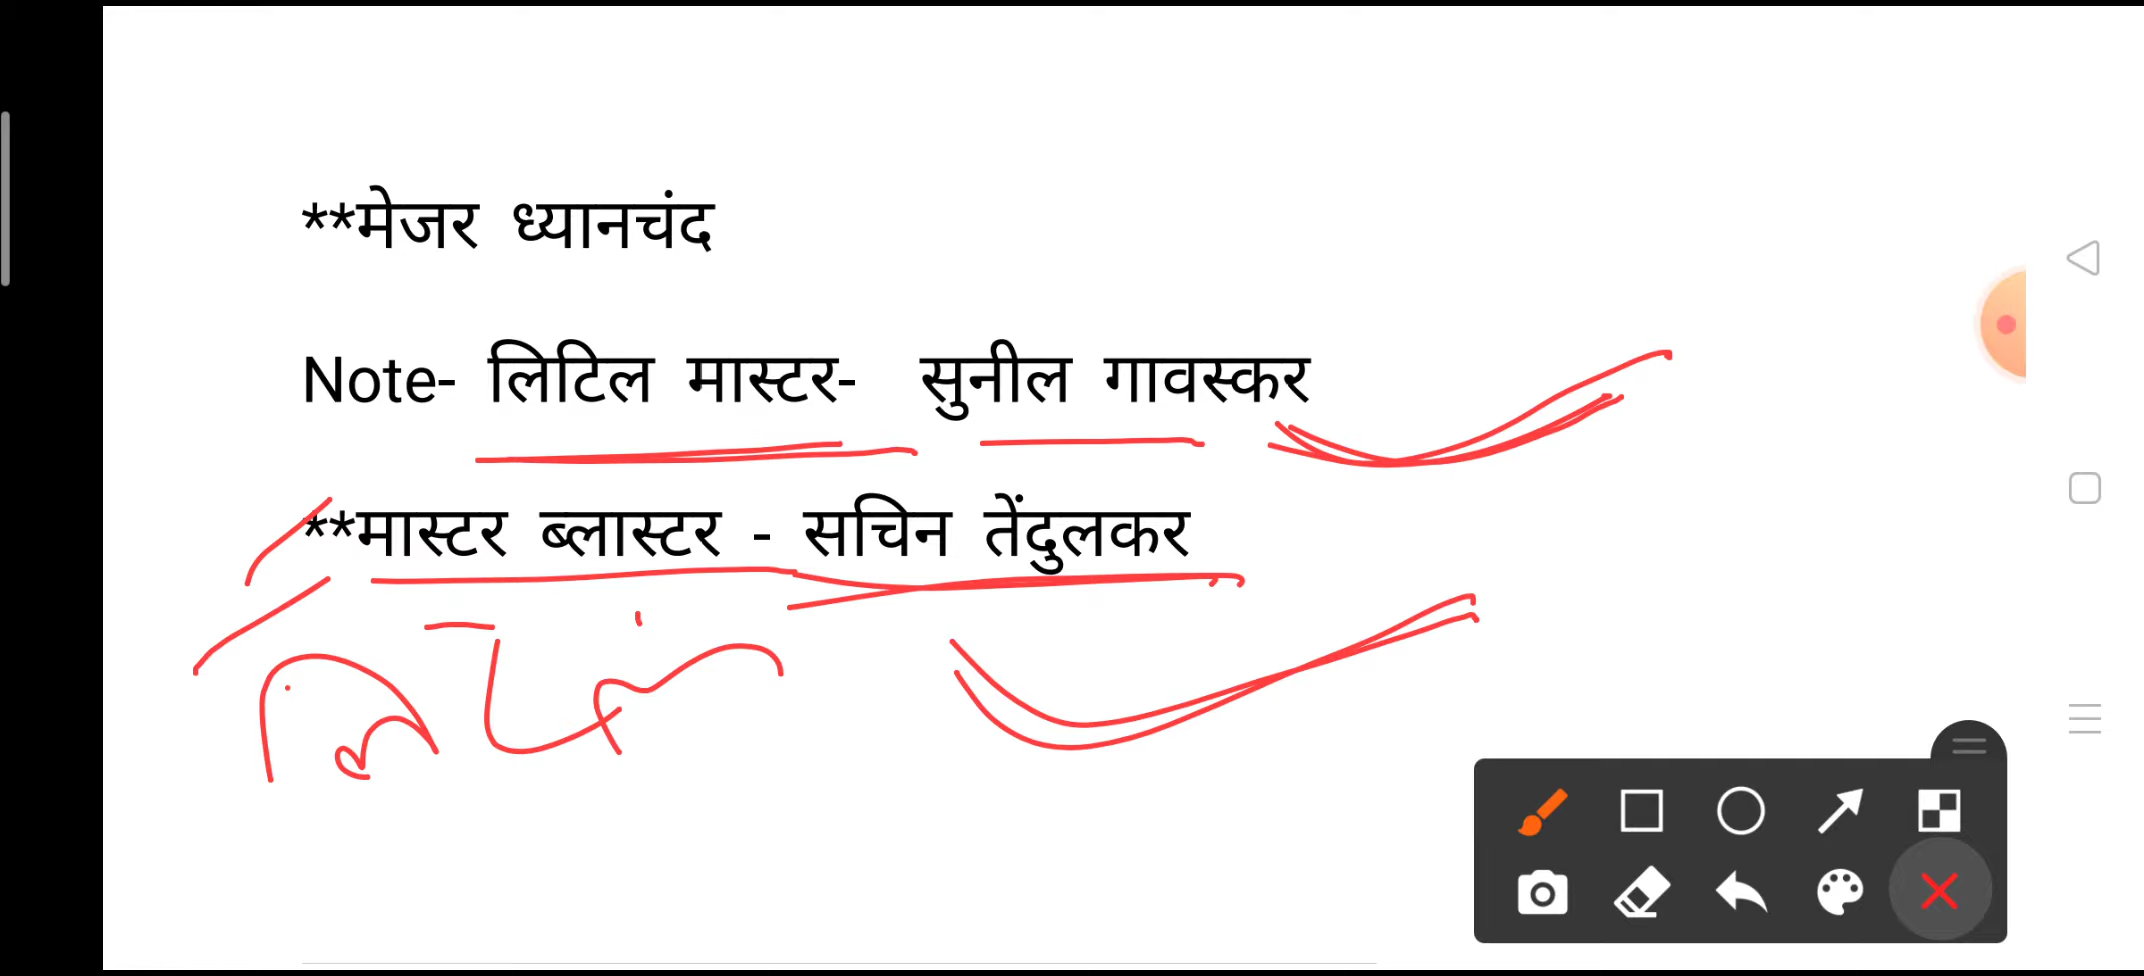 **मेजर ध्यानचंद
Note- लिटिल मास्टर- सुनील गावस्कर
**मास्टर ब्लास्टर - सचिन तेंदुलकर